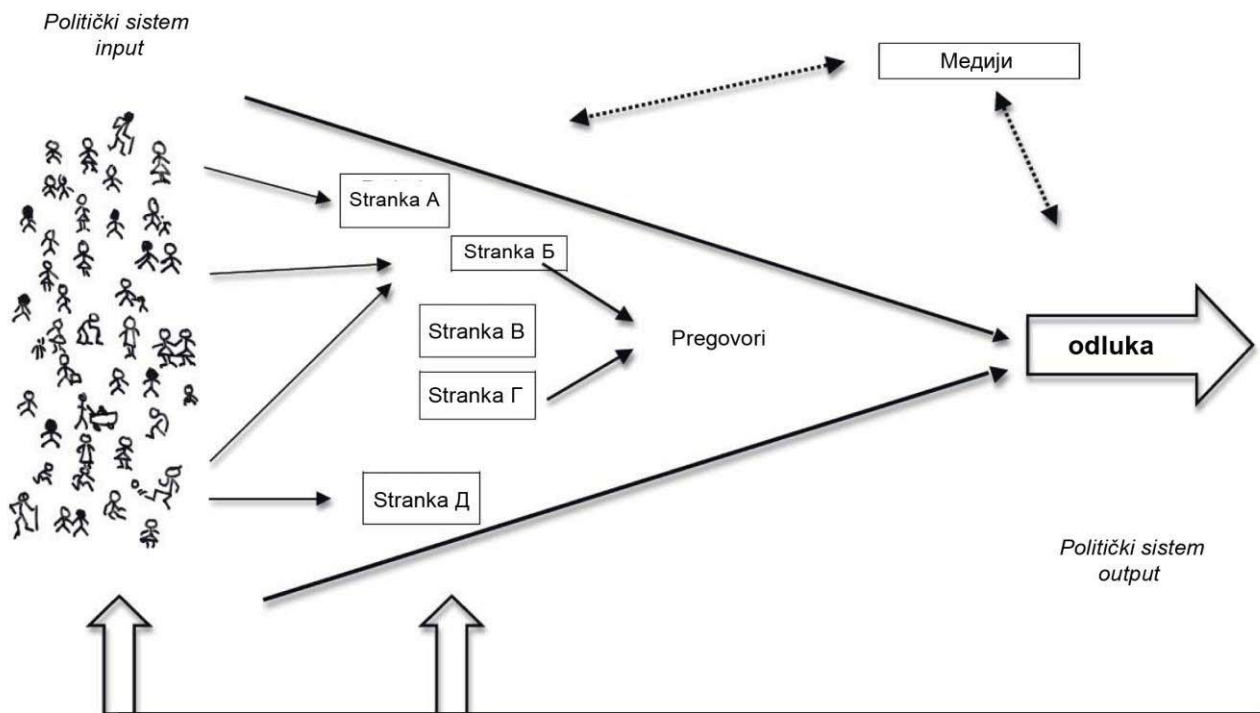 Politički sistem
input
Медији
Stranka А
Stranka Б
Stranka В
Pregovori
odluka
Stranka Г
Stranka Д
Politički sistem
output